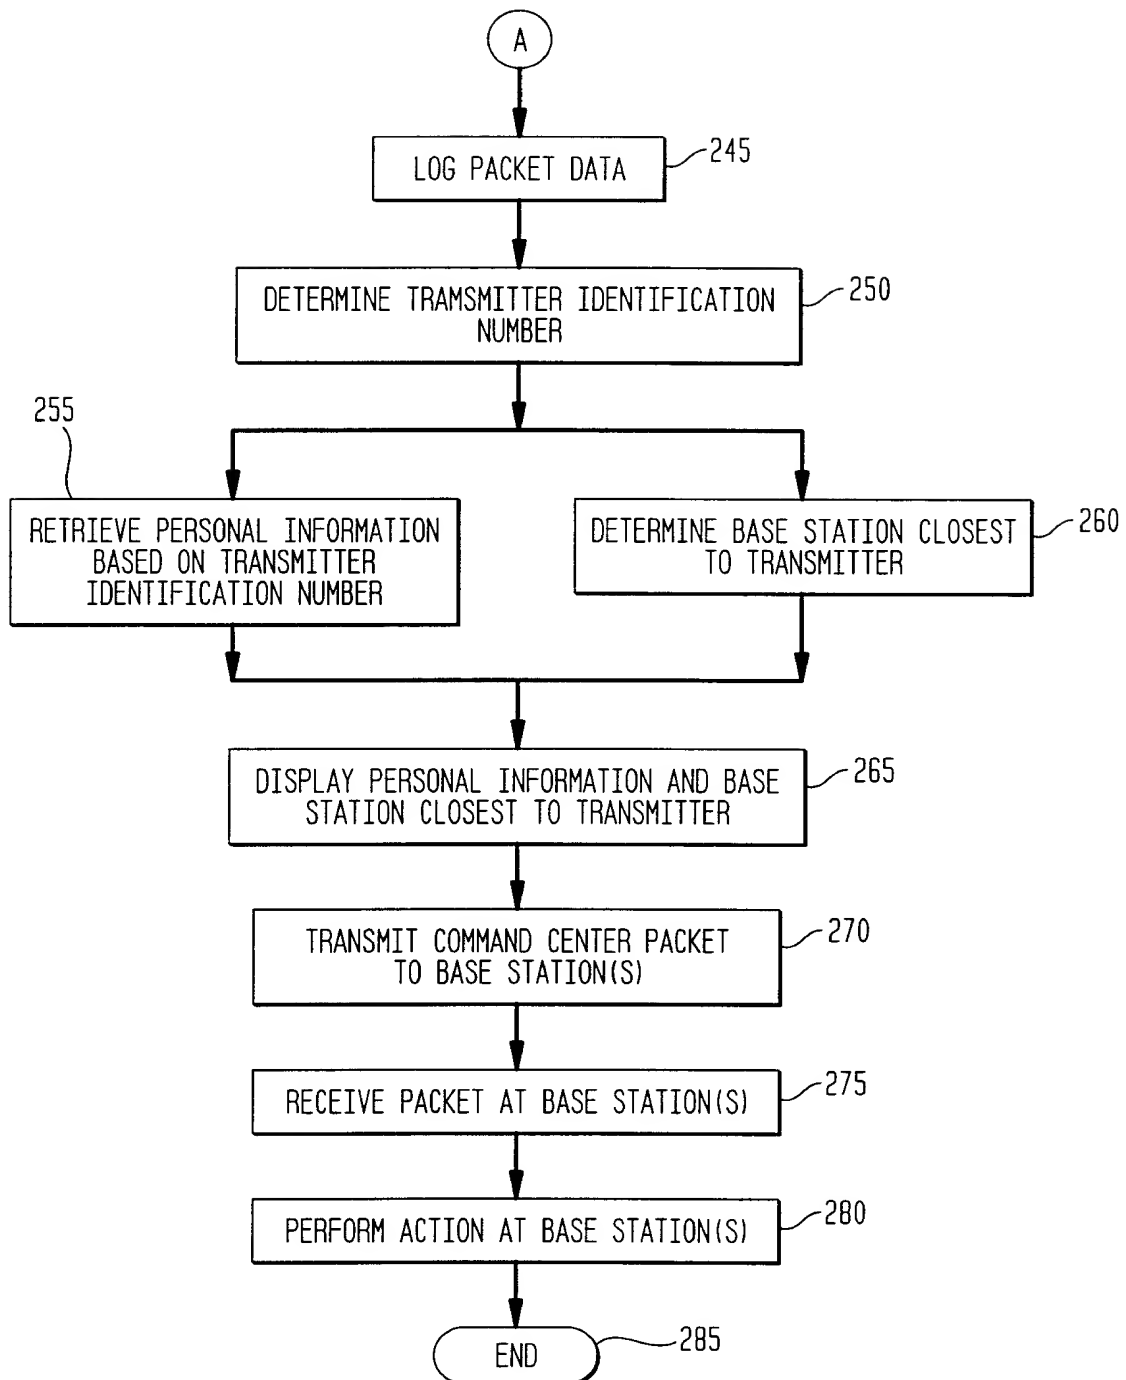 A
LOG PACKET DATA
245
DETERMINE TRAMSMITTER IDENTIFICATION
NUMBER
250
255
RETRIEVE PERSONAL INFORMATION
BASED ON TRANSMITTER
IDENTIFICATION NUMBER
DETERMINE BASE STATION CLOSEST
TO TRANSMITTER
260
DISPLAY PERSONAL INFORMATION AND BASE
STATION CLOSEST TO TRANSMITTER
265
TRANSMIT COMMAND CENTER PACKET
TO BASE STATION(S)
270
RECEIVE PACKET AT BASE STATION(S)
275
PERFORM ACTION AT BASE STATION(S)
280
END
285